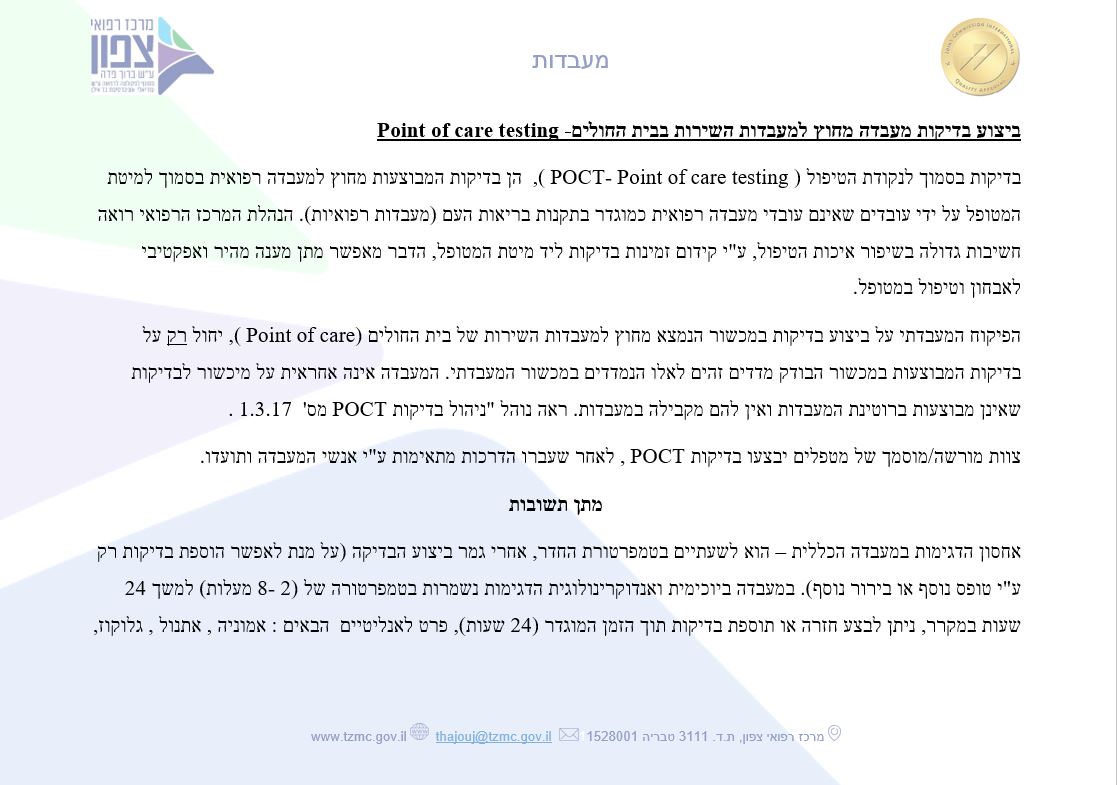 מרכז רפואי
צפון
ע״ש ברוך פדה
מעבדות
JOINT COMMISSION INTERNATIONAL
QUALITY APPROVAL
ביצוע בדיקות מעבדה מחוץ למעבדות השירות בבית החולים- Point of care testing
בדיקות בסמוך לנקודת הטיפול ( POCT- Point of care testing ), הן בדיקות המבוצעות מחוץ למעבדה רפואית בסמוך למיטת
המטופל על ידי עובדים שאינם עובדי מעבדה רפואית כמוגדר בתקנות בריאות העם (מעבדות רפואיות). הנהלת המרכז הרפואי רואה
חשיבות גדולה בשיפור איכות הטיפול, ע"י קידום זמינות בדיקות ליד מיטת המטופל, הדבר מאפשר מתן מענה מהיר ואפקטיבי
לאבחון וטיפול במטופל.
הפיקוח המעבדתי על ביצוע בדיקות במכשור הנמצא מחוץ למעבדות השירות של בית החולים (Point of care ), יחול רק על
בדיקות המבוצעות במכשור הבודק מדדים זהים לאלו הנמדדים במכשור המעבדתי. המעבדה אינה אחראית על מיכשור לבדיקות
שאינן מבוצעות ברוטינת המעבדות ואין להם מקבילה במעבדות. ראה נוהל "ניהול בדיקות POCT מס' 1.3.17 .
צוות מורשה/מוסמך של מטפלים יבצעו בדיקות POCT , לאחר שעברו הדרכות מתאימות ע"י אנשי המעבדה ותועדו.
מתן תשובות
אחסון הדגימות במעבדה הכללית – הוא לשעתיים בטמפרטורת החדר, אחרי גמר ביצוע הבדיקה (על מנת לאפשר הוספת בדיקות רק
ע"י טופס נוסף או בירור נוסף). במעבדה ביוכימית ואנדוקרינולוגית הדגימות נשמרות בטמפרטורה של (2 -8 מעלות) למשך 24
שעות במקרר, ניתן לבצע חזרה או תוספת בדיקות תוך הזמן המוגדר (24 שעות), פרט לאנליטיים הבאים : אמוניה , אתנול , גלוקוז,
מרכז רפואי צפון, ת.ד. 3111 טבריה 1528001 thajouj@tzmc.gov.il www.tzmc.gov.il